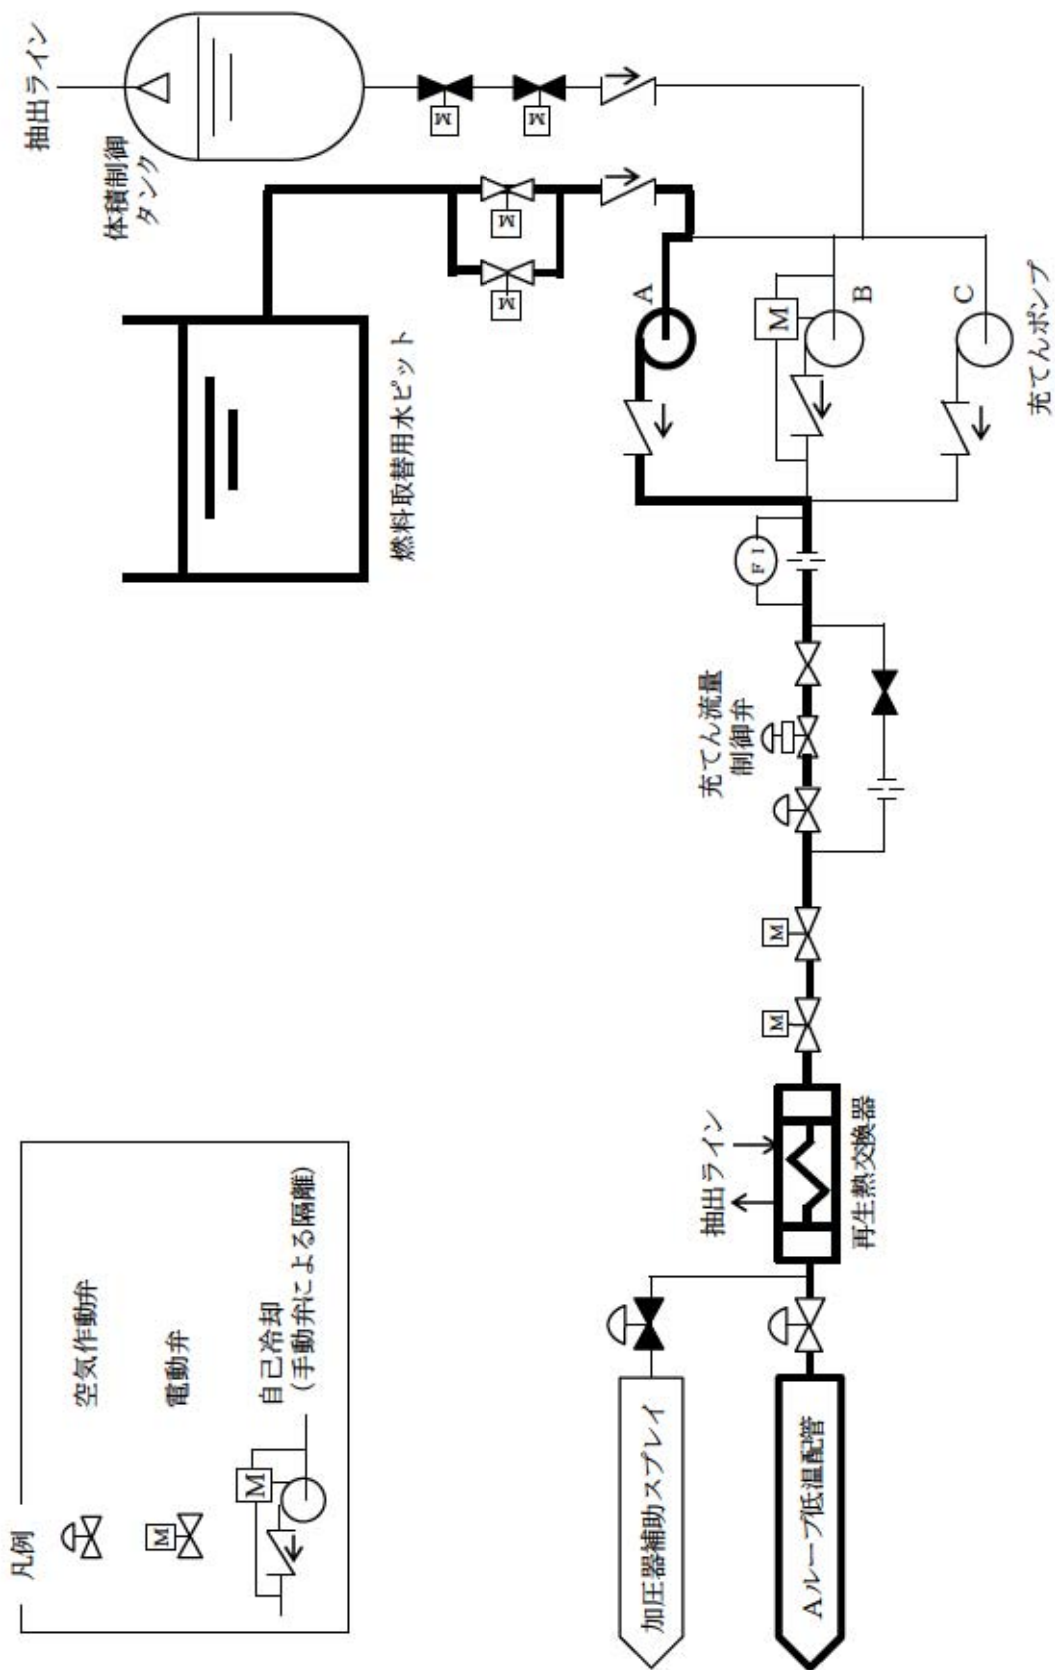 抽出ライン
体積制御
タンク
M
M
M
M
燃料取替用水ピット
A
M
B
C
充てんポンプ
FI
充てん流量
制御弁
M
M
抽出ライン
再生熱交換器
加圧器補助スプレイ
Aループ低温配管
凡例
空気作動弁
M
電動弁
M
自己冷却
(手動弁による隔離)